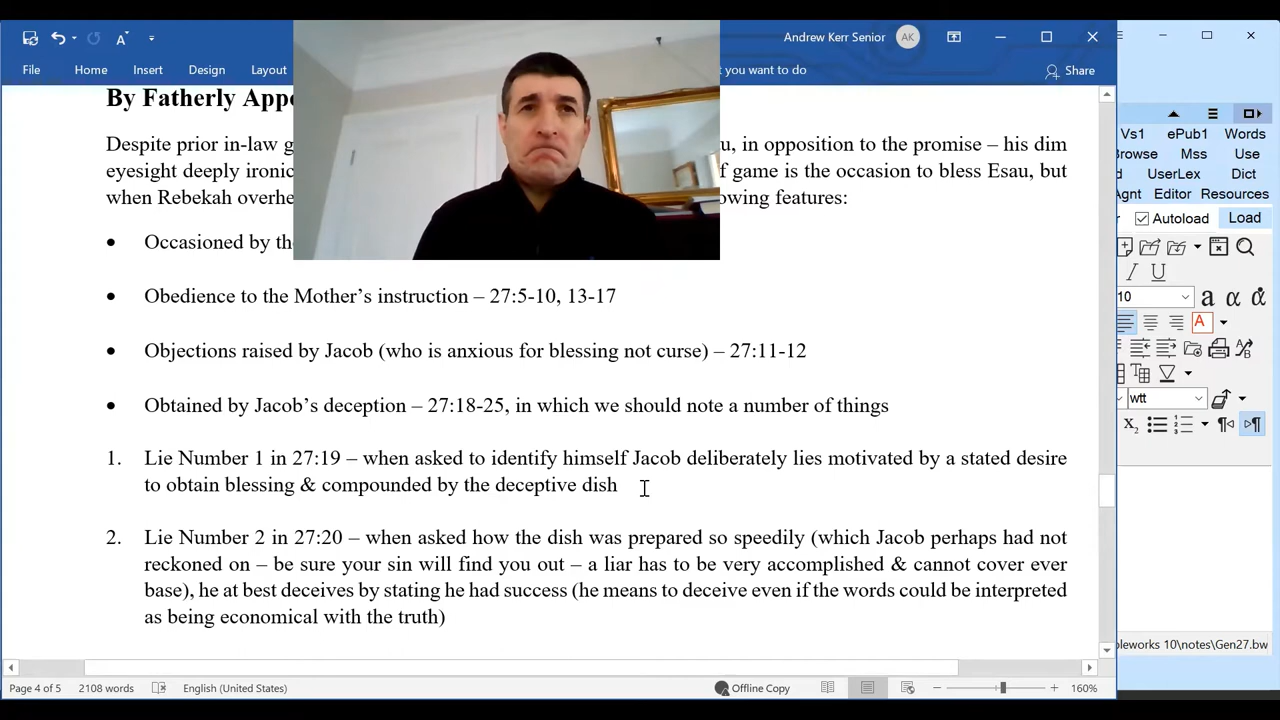 Andrew Kerr Senior AK
File Home Insert Design Layout
k you want to do
Share
By Fatherly Appo
Despite prior in-law g
u, in opposition to the promise – his dim
eyesight deeply ironic
f game is the occasion to bless Esau, but
when Rebekah overhe
owing features:
• Occasioned by the
• Obedience to the Mother's instruction – 27:5-10, 13-17
• Objections raised by Jacob (who is anxious for blessing not curse) – 27:11-12
• Obtained by Jacob's deception – 27:18-25, in which we should note a number of things
1. Lie Number 1 in 27:19 – when asked to identify himself Jacob deliberately lies motivated by a stated desire
to obtain blessing & compounded by the deceptive dish
2. Lie Number 2 in 27:20 – when asked how the dish was prepared so speedily (which Jacob perhaps had not
reckoned on – be sure your sin will find you out – a liar has to be very accomplished & cannot cover ever
base), he at best deceives by stating he had success (he means to deceive even if the words could be interpreted
as being economical with the truth)
Page 4 of 5 2108 words English (United States) Offline Copy 160%
Vs1 ePub1 Words
Browse Mss Use
d UserLex Dict
Agnt Editor Resources
Autoload Load
10 a α
A
wtt
X2
leworks 10\notes\Gen27.bw